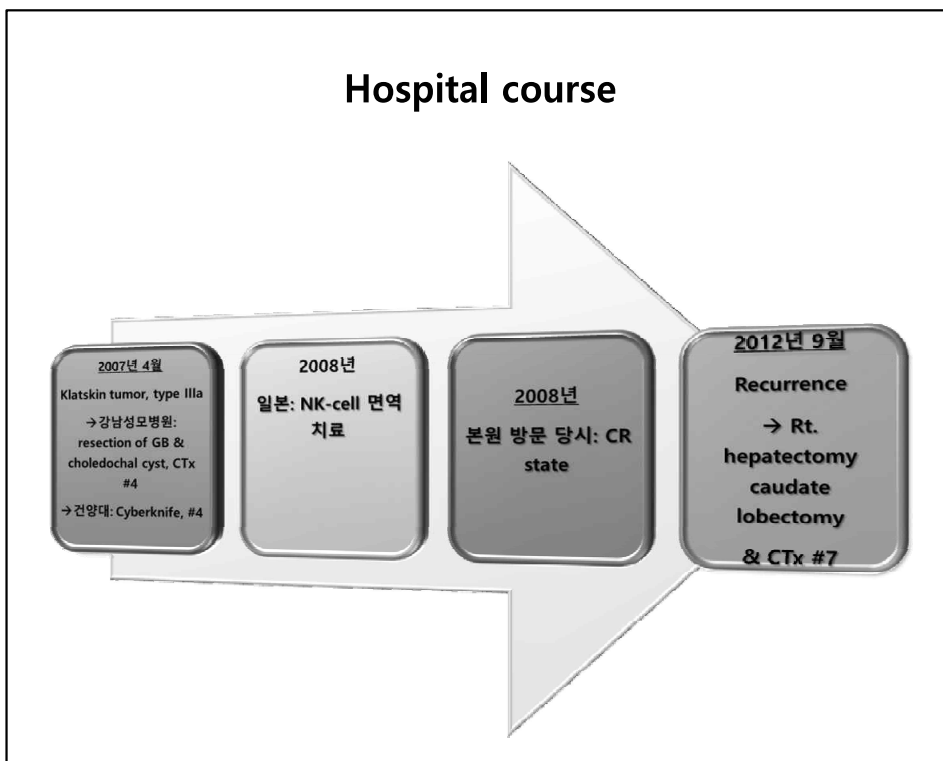 Hospital course
2007년 4월
Klatskin tumor, type IIIa
→강남성모병원:
resection of GB &
choledochal cyst, CTx
#4
→건양대: Cyberknife, #4
2008년
일본: NK-cell 면역
치료
2008년
본원 방문 당시: CR
state
2012년 9월
Recurrence
→ Rt.
hepatectomy
caudate
lobectomy
& CTx #7